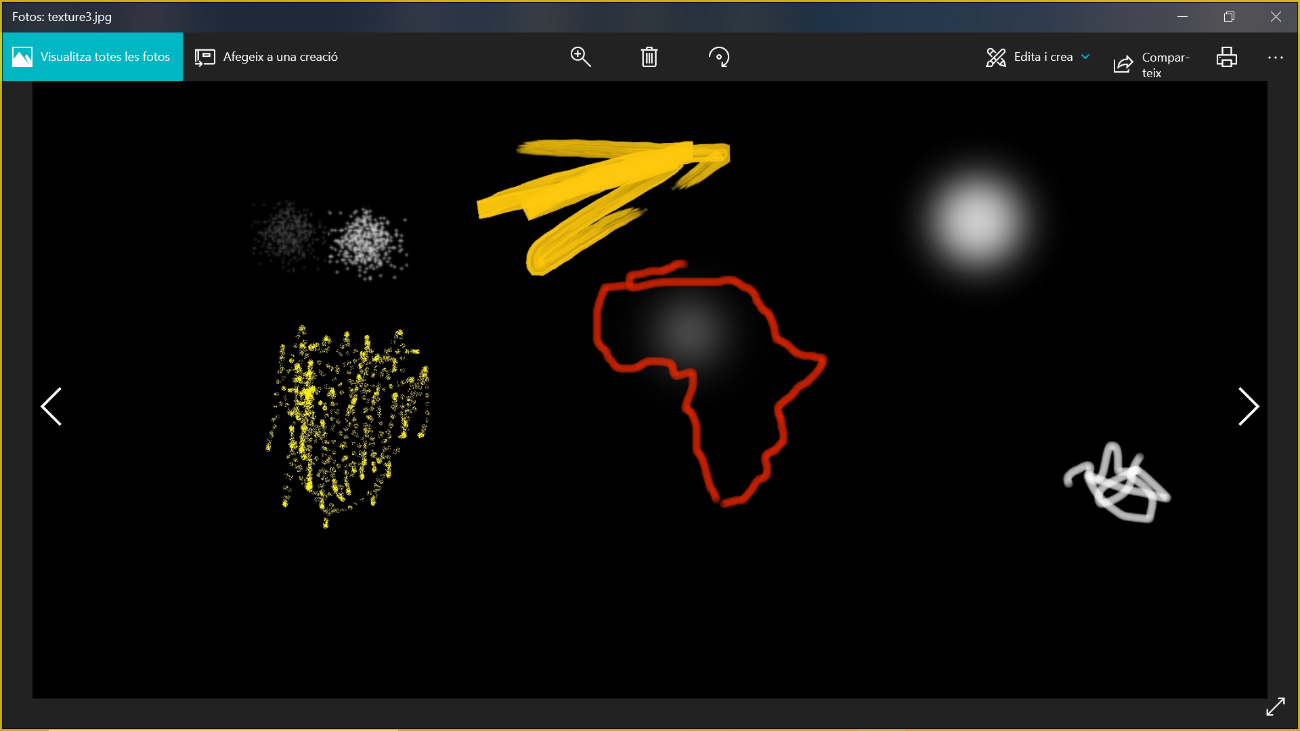 Fotos: texture3.jpg
Visualitza totes les fotos
Afegeix a una creació
Edita i crea
Compar-
teix